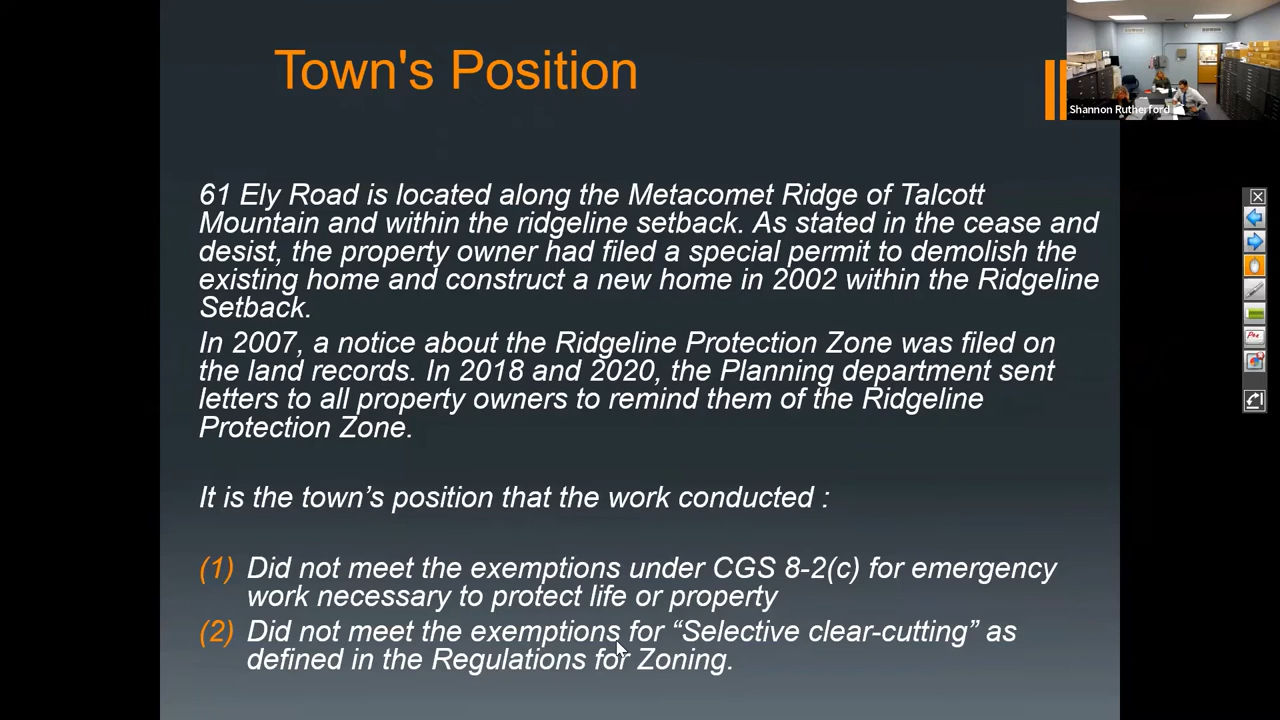 Town's Position
Shannon Rutherford
61 Ely Road is located along the Metacomet Ridge of Talcott
Mountain and within the ridgeline setback. As stated in the cease and
desist, the property owner had filed a special permit to demolish the
existing home and construct a new home in 2002 within the Ridgeline
Setback.
In 2007, a notice about the Ridgeline Protection Zone was filed on
the land records. In 2018 and 2020, the Planning department sent
letters to all property owners to remind them of the Ridgeline
Protection Zone.
It is the town’s position that the work conducted :
(1) Did not meet the exemptions under CGS 8-2(c) for emergency
work necessary to protect life or property
(2) Did not meet the exemptions for “Selective clear-cutting” as
defined in the Regulations for Zoning.